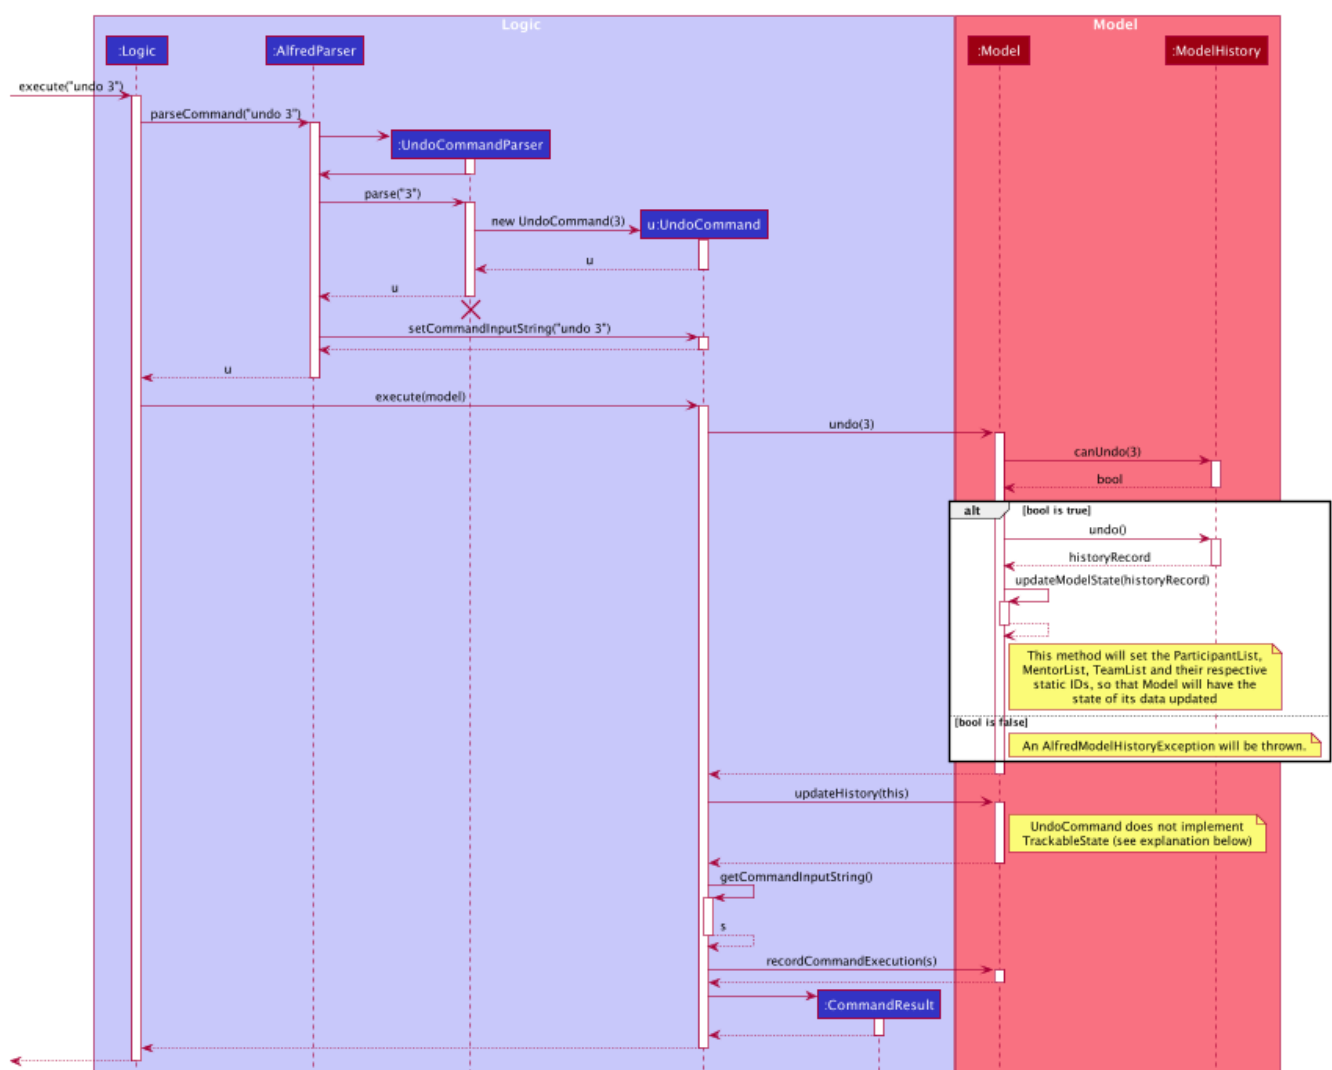 Logic
Model
:Logic
:AlfredParser
:Model
:ModelHistory
execute("undo 3")
parseCommand("undo 3")
:UndoCommandParser
parse("3")
new UndoCommand(3)
u:UndoCommand
u
u
setCommandInputString("undo 3")
u
execute(model)
undo(3)
canUndo(3)
bool
alt
[bool is true]
undo()
historyRecord
updateModelState(historyRecord)
This method will set the ParticipantList,
MentorList, TeamList and their respective
static IDs, so that Model will have the
state of its data updated
[bool is false]
An AlfredModelHistoryException will be thrown.
updateHistory(this)
UndoCommand does not implement
TrackableState (see explanation below)
getCommandInputString()
s
recordCommandExecution(s)
:CommandResult